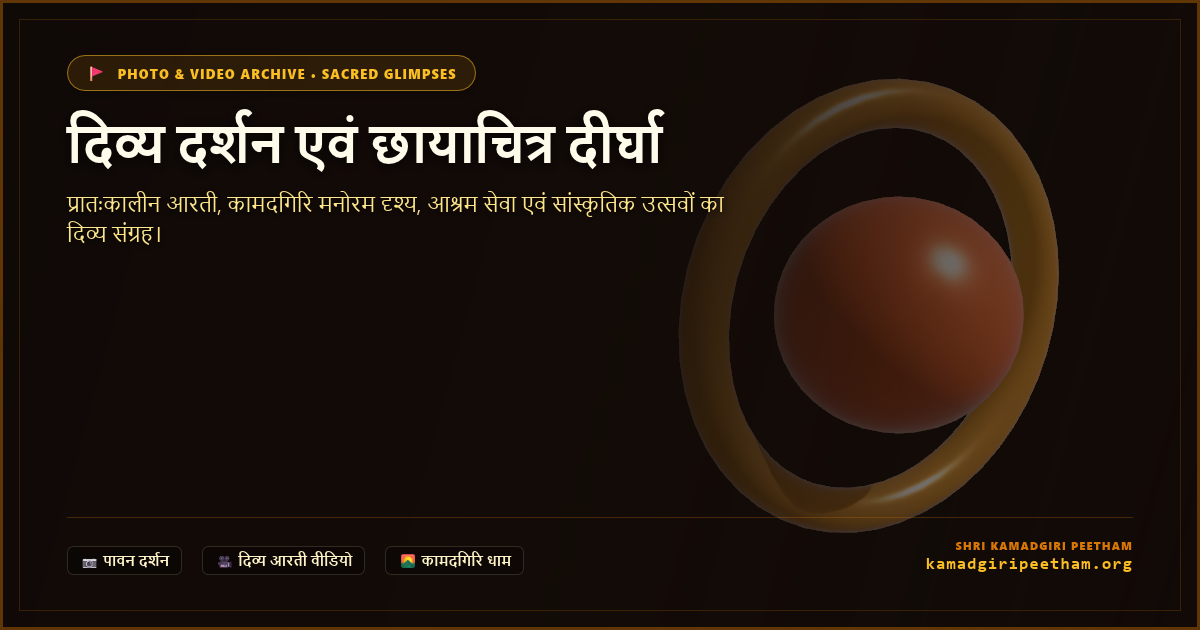 🚩 PHOTO & VIDEO ARCHIVE • SACRED GLIMPSES
दिव्य दर्शन एवं छायाचित्र दीर्घा
प्रातःकालीन आरती, कामदगिरि मनोरम दृश्य, आश्रम सेवा एवं सांस्कृतिक उत्सवों का
दिव्य संग्रह।
📷 पावन दर्शन
🎥 दिव्य आरती वीडियो
🌄 कामदगिरि धाम
SHRI KAMADGIRI PEETHAM
kamadgiripeetham.org